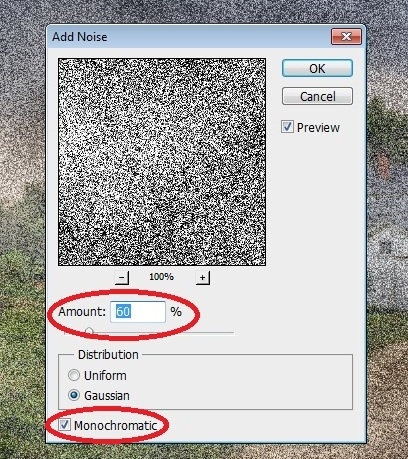 Add Noise
OK
Cancel
Preview
- 100% +
Amount: 60 %
Distribution
Uniform
Gaussian
Monochromatic